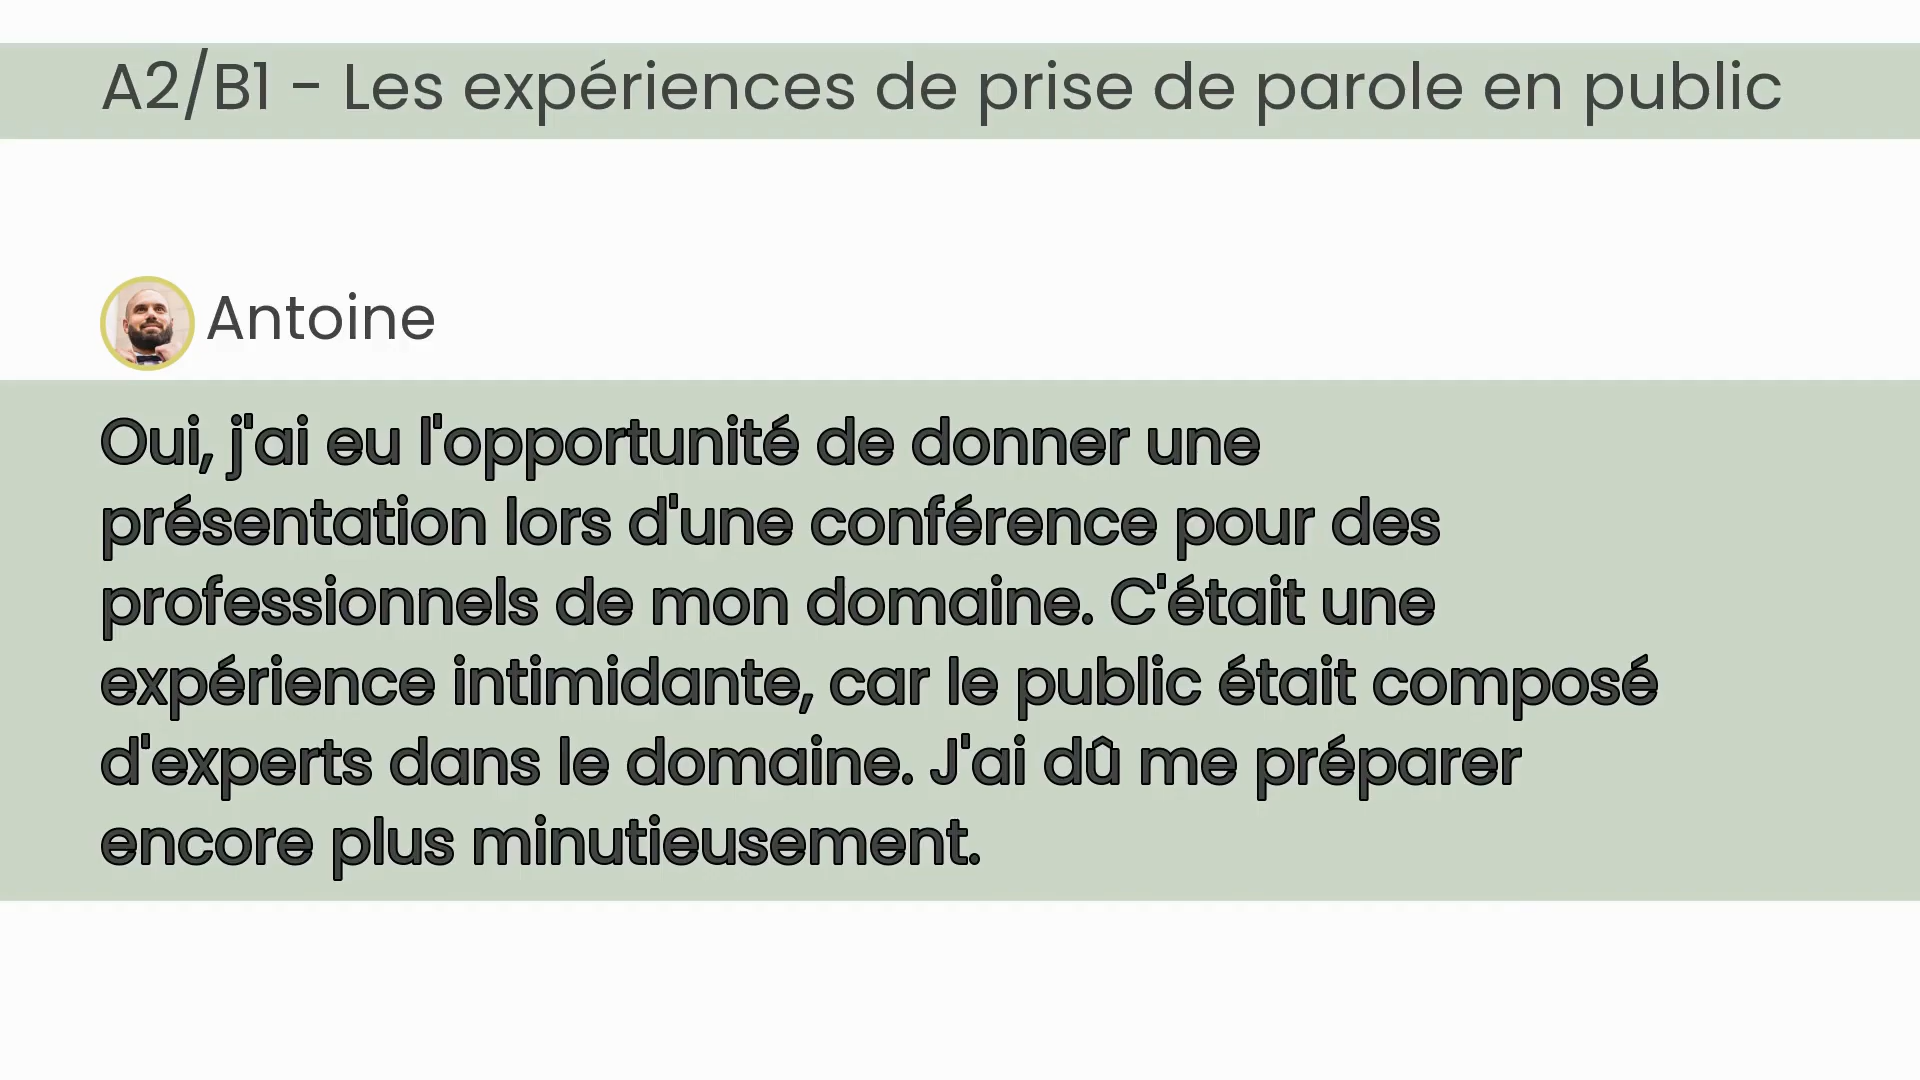 A2/B1 - Les expériences de prise de parole en public
Antoine
Oui, j'ai eu l'opportunité de donner une
présentation lors d'une conférence pour des
professionnels de mon domaine. C'était une
expérience intimidante, car le public était composé
d'experts dans le domaine. J'ai dû me préparer
encore plus minutieusement.